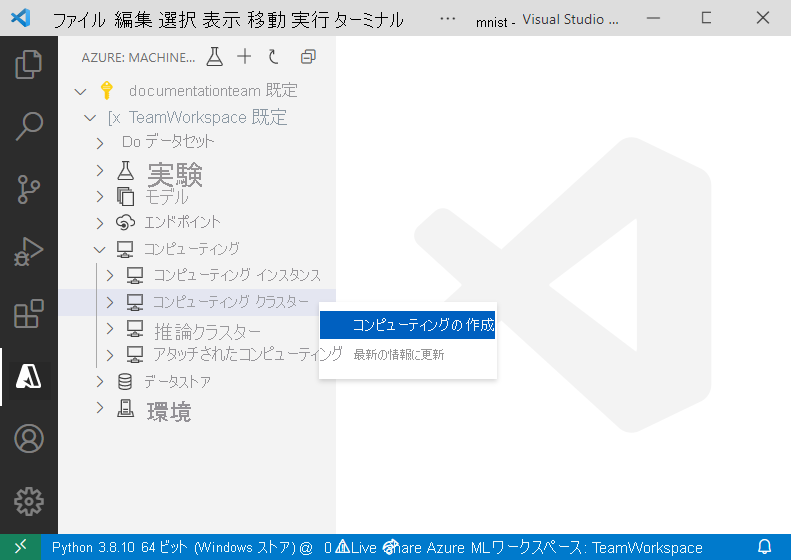 ファイル 編集 選択 表示 移動 実行 ターミナル ··· mnist - Visual Studio ...
AZURE: MACHINE...
documentationteam 既定
[x TeamWorkspace 既定
Do データセット
実験
モデル
エンドポイント
コンピューティング
コンピューティング インスタンス
コンピューティング クラスター
コンピューティングの作成
推論クラスター
アタッチされたコンピューティング
最新の情報に更新
データストア
環境
Python 3.8.10 64 ビット (Windows ストア) @ 0 Live Share Azure MLワークスペース: TeamWorkspace